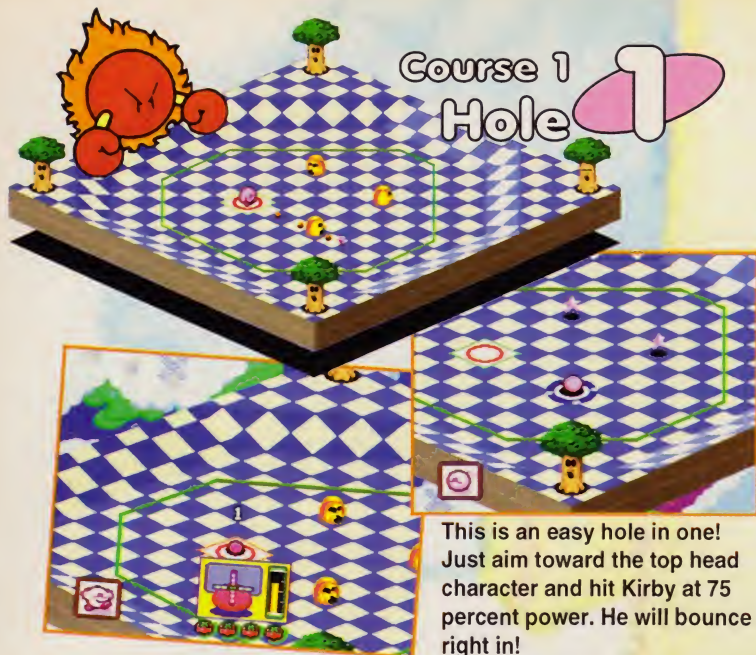 Course 1
Hole 1
1
This is an easy hole in one!
Just aim toward the top head
character and hit Kirby at 75
percent power. He will bounce
right in!